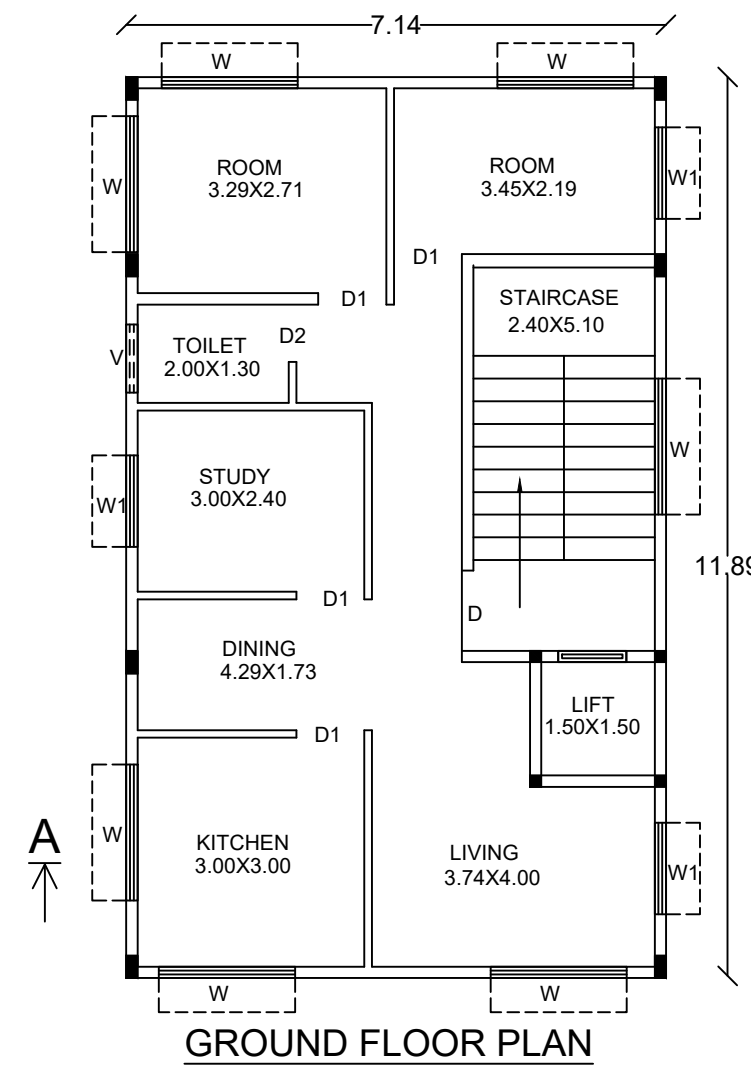 7.14
W
W
ROOM
3.29X2.71
ROOM
3.45X2.19
W
W1
D1
D1
STAIRCASE
2.40X5.10
D2
TOILET
2.00X1.30
V
W
STUDY
3.00X2.40
W1
11.89
D1
D
DINING
4.29X1.73
LIFT
1.50X1.50
D1
A
W
KITCHEN
3.00X3.00
LIVING
3.74X4.00
W1
W
W
GROUND FLOOR PLAN